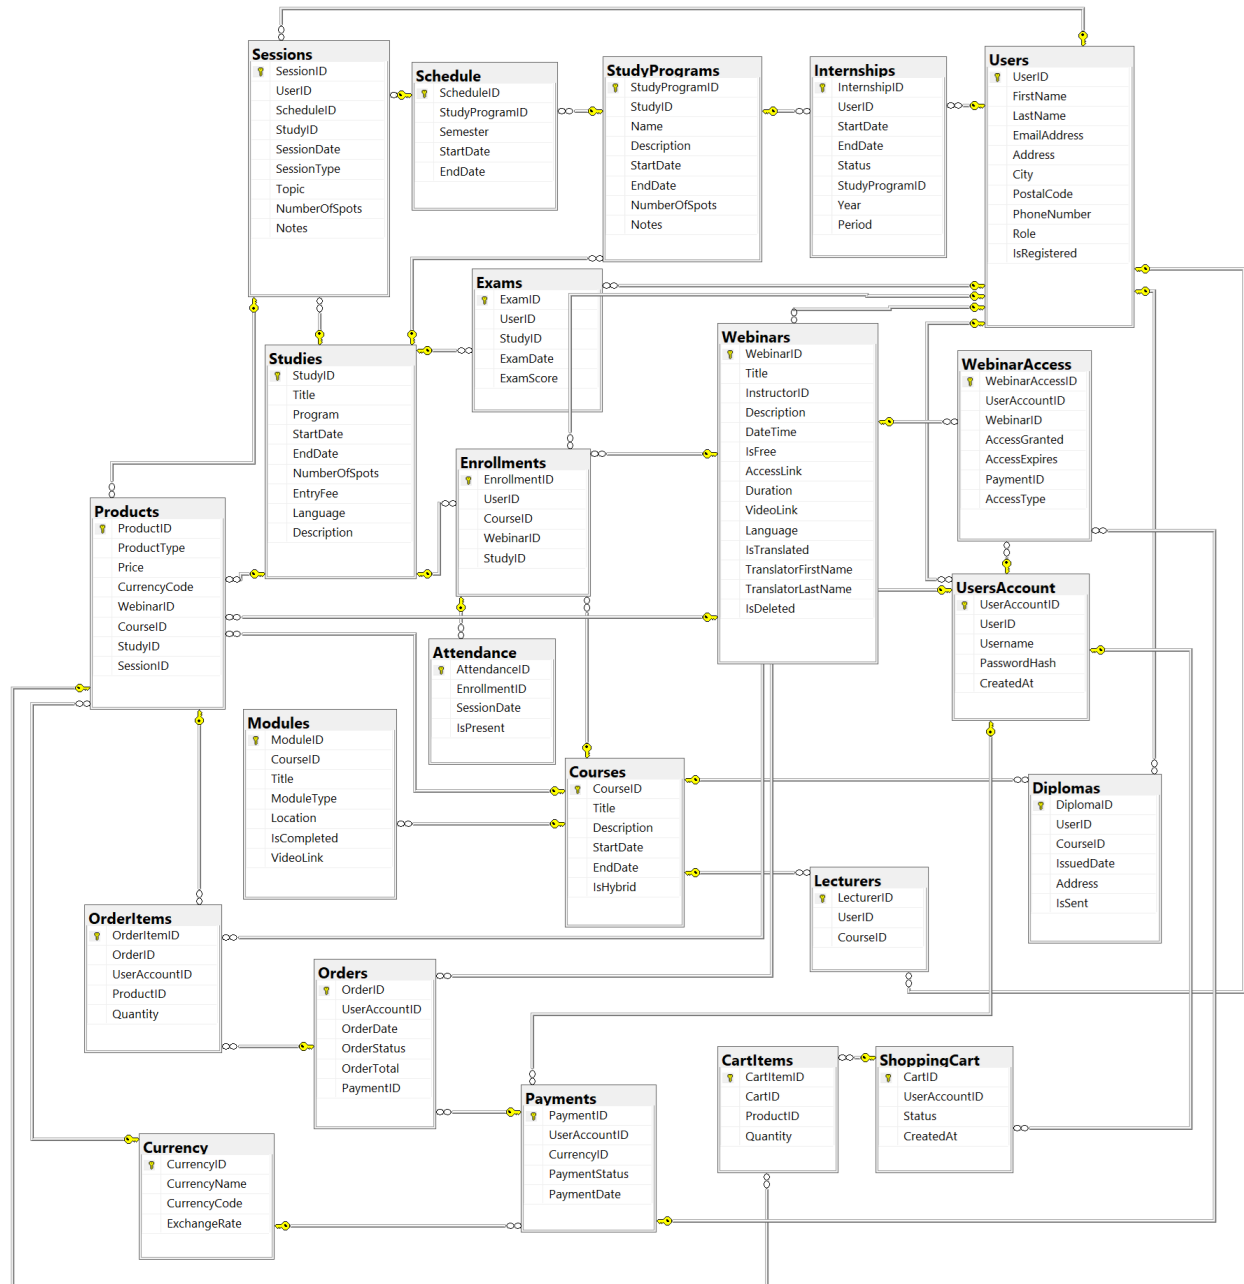 Sessions
SessionID
UserID
ScheduleID
StudyID
SessionDate
SessionType
Topic
NumberOfSpots
Notes
Schedule
ScheduleID
StudyProgramID
Semester
StartDate
EndDate
StudyPrograms
StudyProgramID
StudyID
Name
Description
StartDate
EndDate
NumberOfSpots
Notes
Internships
InternshipID
UserID
StartDate
EndDate
Status
StudyProgramID
Year
Period
Users
UserID
FirstName
LastName
EmailAddress
Address
City
PostalCode
PhoneNumber
Role
IsRegistered
Exams
ExamID
UserID
StudyID
ExamDate
ExamScore
Studies
StudyID
Title
Program
StartDate
EndDate
NumberOfSpots
EntryFee
Language
Description
Webinars
WebinarID
Title
InstructorID
Description
DateTime
IsFree
AccessLink
Duration
VideoLink
Language
IsTranslated
TranslatorFirstName
TranslatorLastName
IsDeleted
WebinarAccess
WebinarAccessID
UserAccountID
WebinarID
AccessGranted
AccessExpires
PaymentID
AccessType
Enrollments
EnrollmentID
UserID
CourseID
WebinarID
StudyID
Products
ProductID
ProductType
Price
CurrencyCode
WebinarID
CourseID
StudyID
SessionID
UsersAccount
UserAccountID
UserID
Username
PasswordHash
CreatedAt
Attendance
AttendanceID
EnrollmentID
SessionDate
IsPresent
Modules
ModuleID
CourseID
Title
ModuleType
Location
IsCompleted
VideoLink
Courses
CourseID
Title
Description
StartDate
EndDate
IsHybrid
Diplomas
DiplomaID
UserID
CourseID
IssuedDate
Address
IsSent
Lecturers
LecturerID
UserID
CourseID
OrderItems
OrderItemID
OrderID
UserAccountID
ProductID
Quantity
Orders
OrderID
UserAccountID
OrderDate
OrderStatus
OrderTotal
PaymentID
CartItems
CartItemID
CartID
ProductID
Quantity
ShoppingCart
CartID
UserAccountID
Status
CreatedAt
Payments
PaymentID
UserAccountID
CurrencyID
PaymentStatus
PaymentDate
Currency
CurrencyID
CurrencyName
CurrencyCode
ExchangeRate